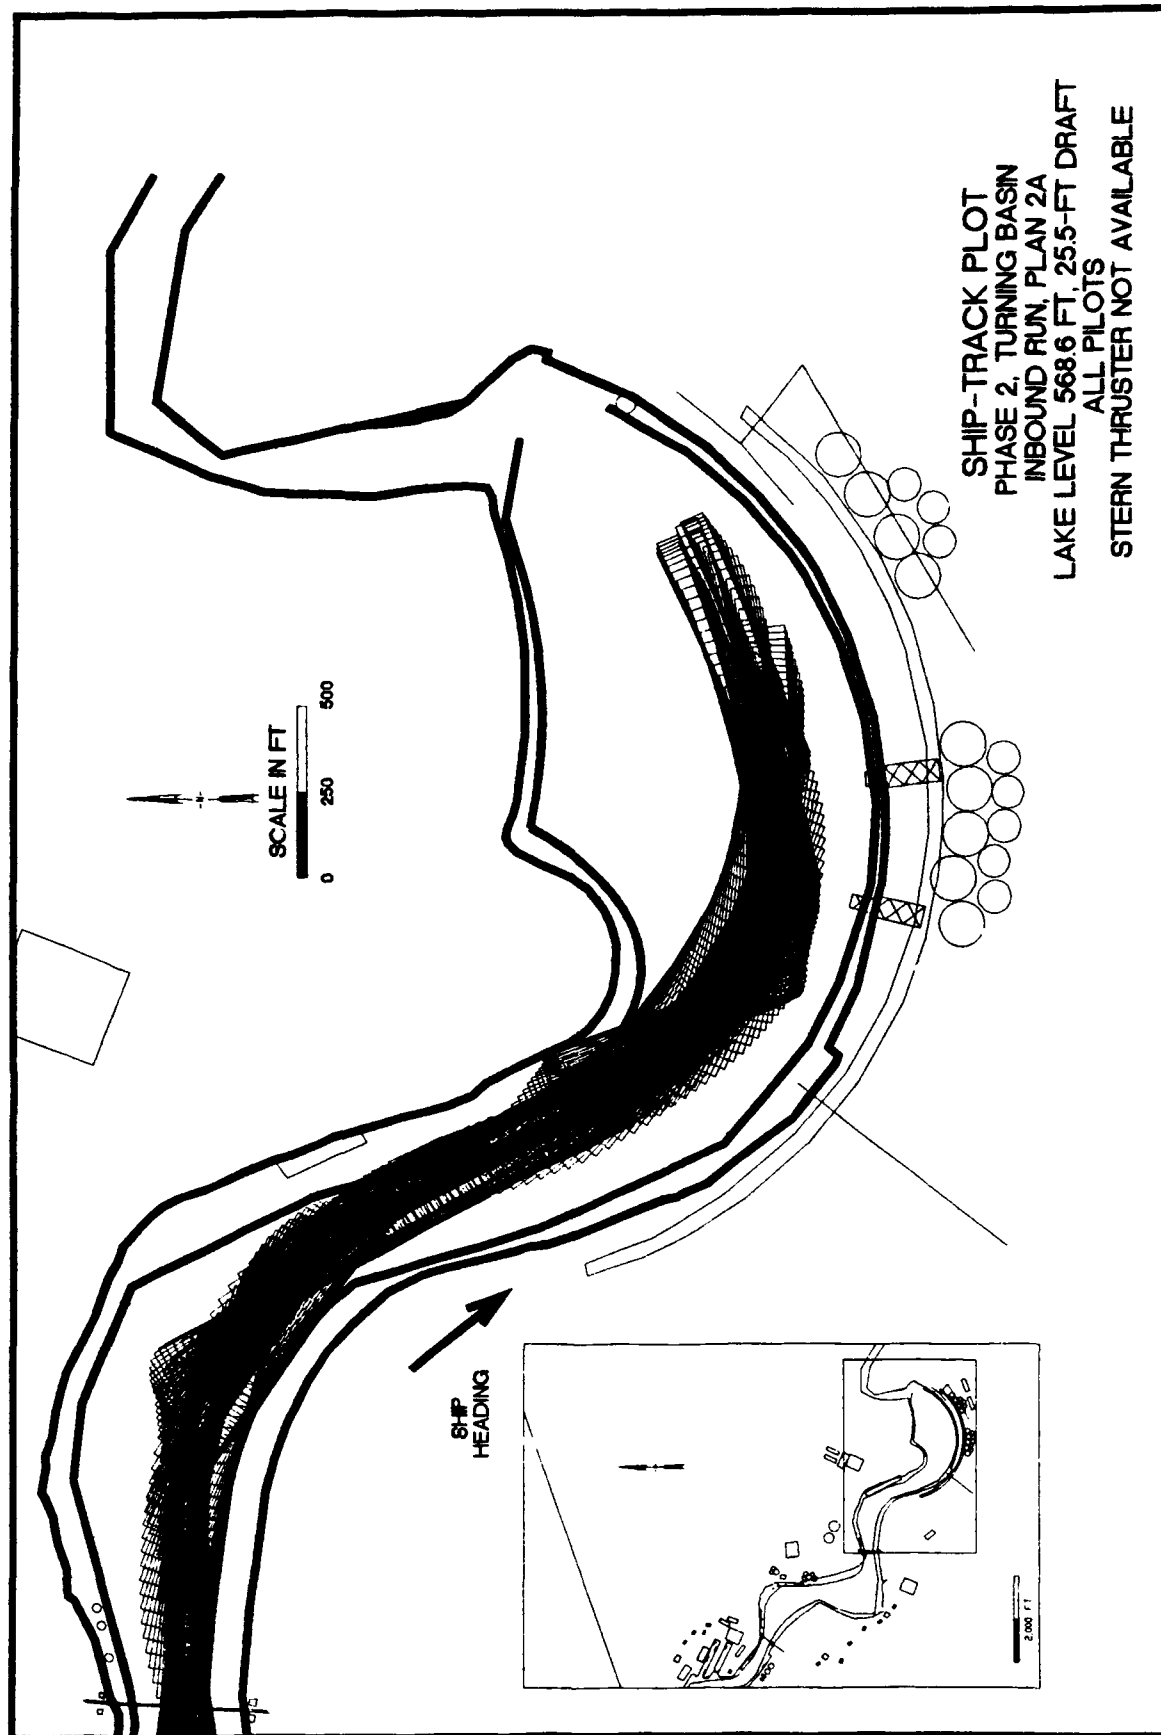 SHIP-TRACK PLOT
PHASE 2, TURNING BASIN
INBOUND RUN, PLAN 2A
LAKE LEVEL 568.6 FT, 25.5-FT DRAFT
ALL PILOTS
STERN THRUSTER NOT AVAILABLE
SCALE IN FT
0 250 500
SHIP
HEADING
2,000 FT